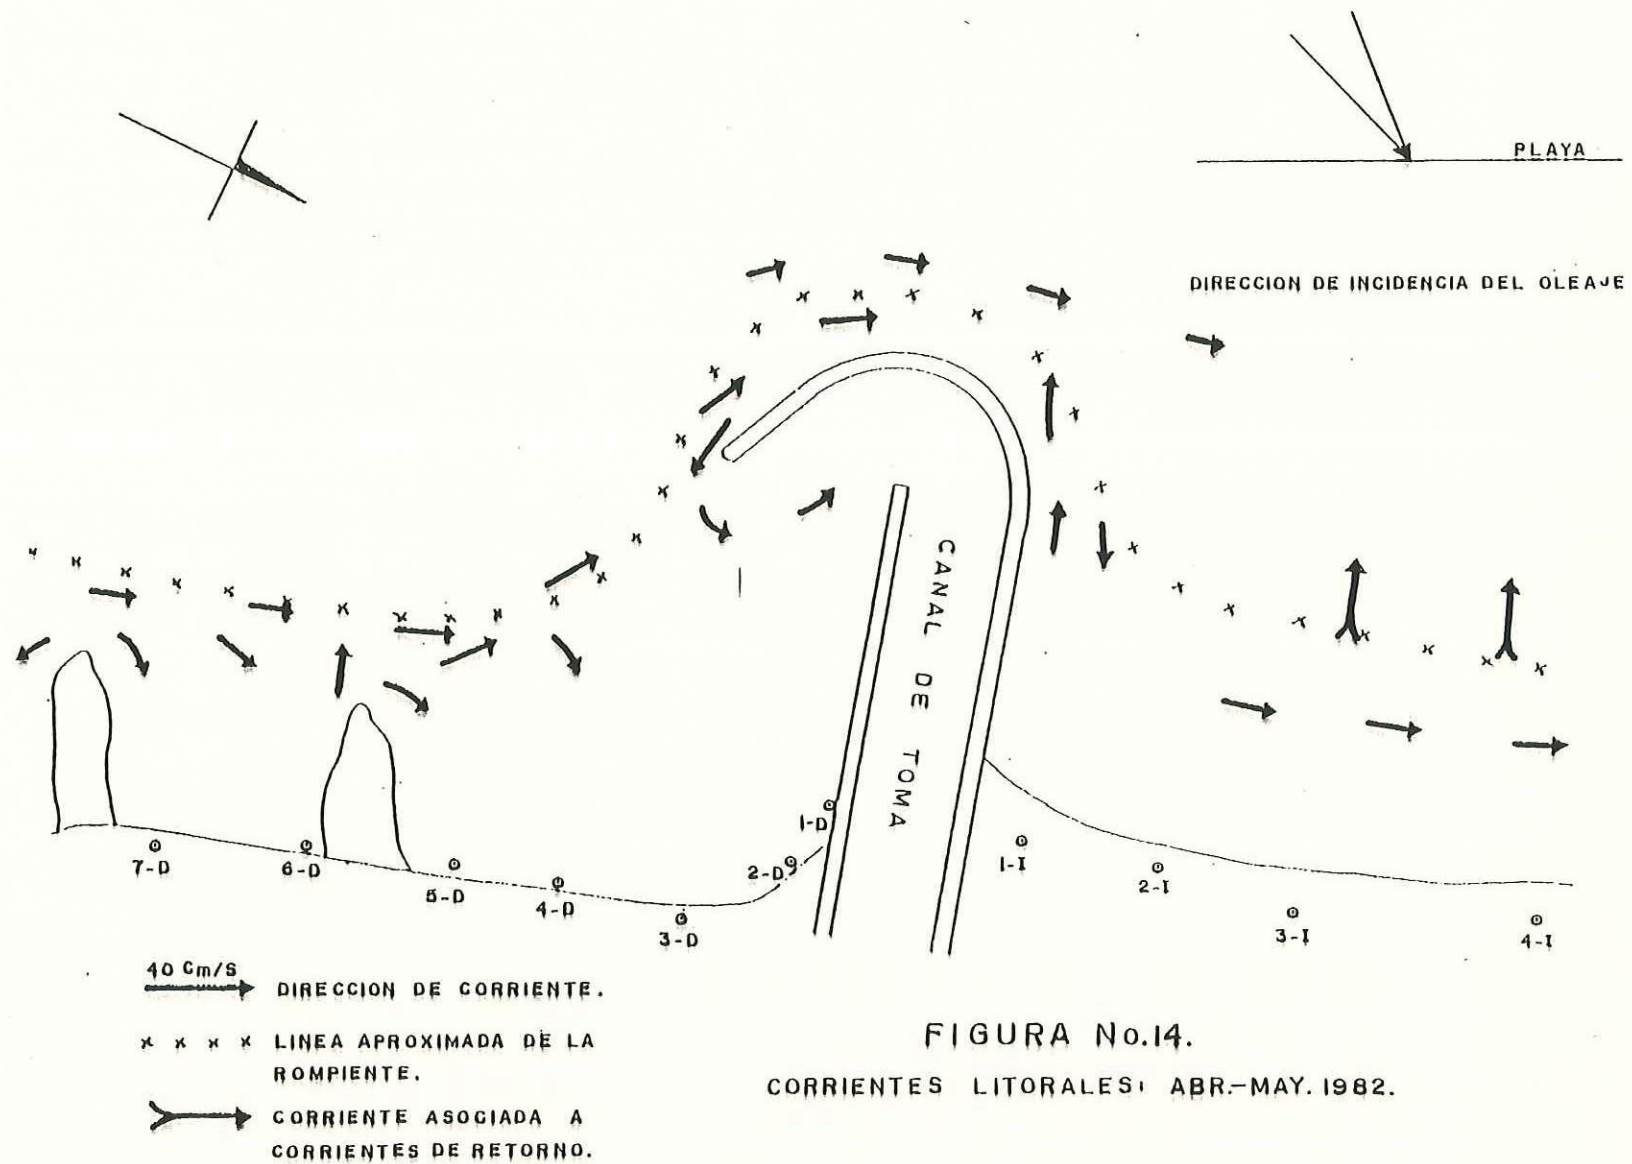 PLAYA
DIRECCION DE INCIDENCIA DEL OLEAJE
CANAL DE TOMA
1-D
2-D
3-D
4-D
5-D
6-D
7-D
1-I
2-I
3-I
4-I
40 Cm/S
DIRECCION DE CORRIENTE.
x x x x LINEA APROXIMADA DE LA
ROMPIENTE.
CORRIENTE ASOCIADA A
CORRIENTES DE RETORNO.
FIGURA No.14.
CORRIENTES LITORALES: ABR.-MAY. 1982.